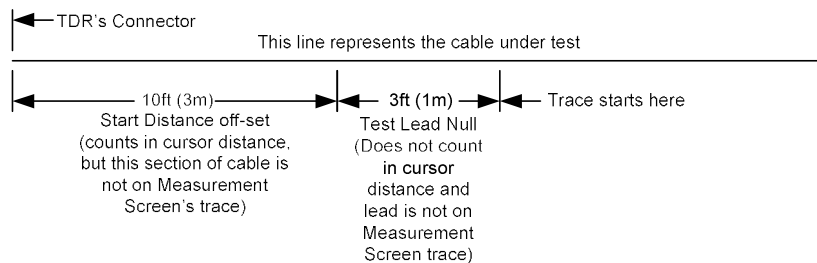 TDR's Connector
This line represents the cable under test
10ft (3m)
Start Distance off-set
(counts in cursor distance,
but this section of cable is
not on Measurement
Screen's trace)
3ft (1m)
Test Lead Null
(Does not count
in cursor
distance and
lead is not on
Measurement
Screen trace)
Trace starts here